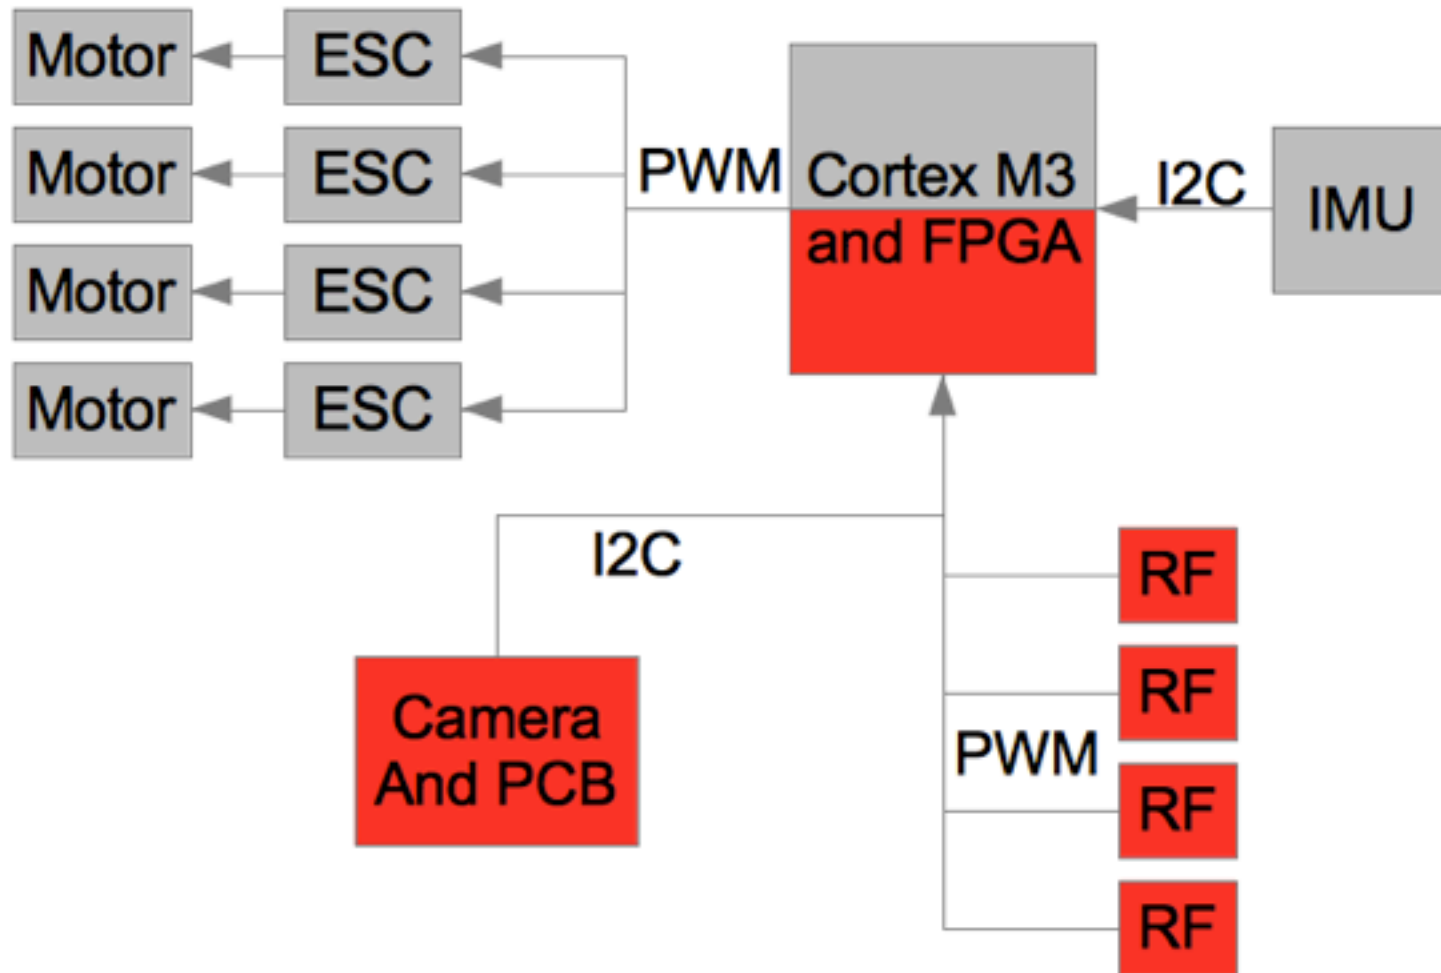 Motor
ESC
Motor
ESC
Motor
ESC
Motor
ESC
PWM
Cortex M3
and FPGA
I2C
IMU
I2C
Camera
And PCB
RF
RF
PWM
RF
RF